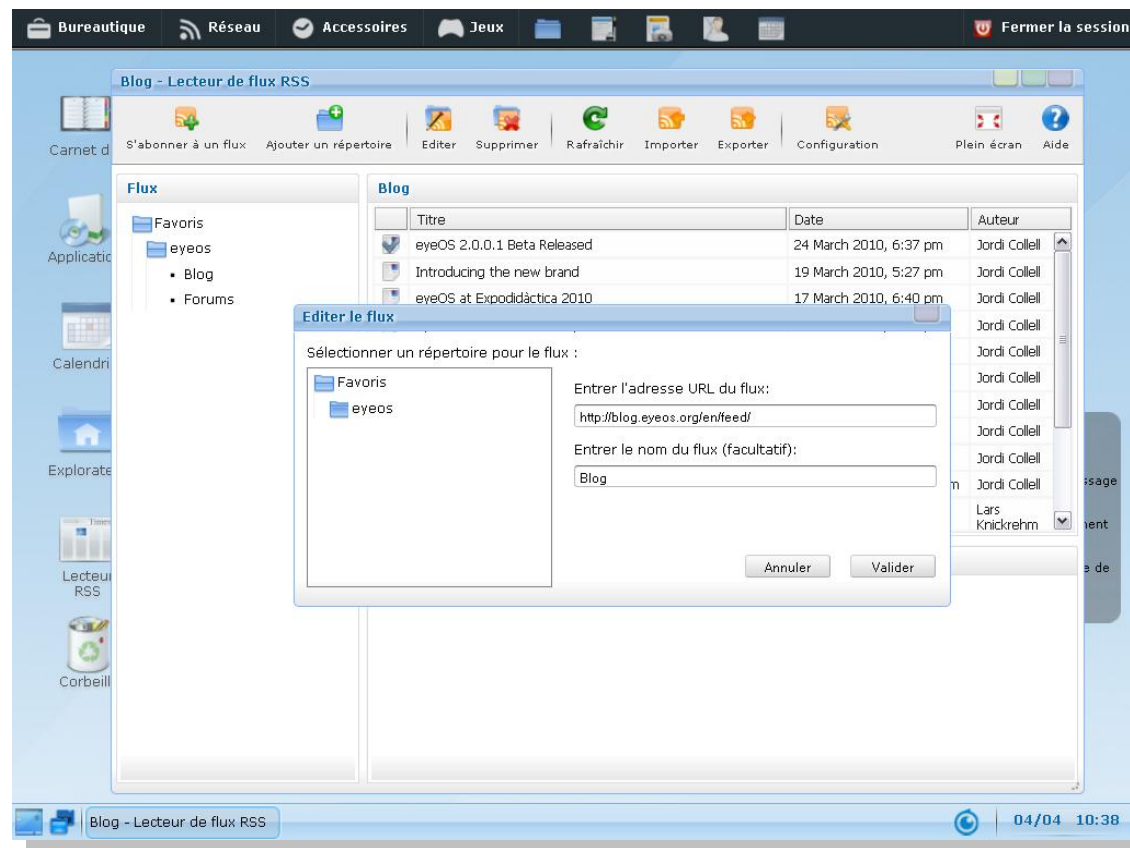 Bureautique Réseau Accessoires Jeux Fermer la session
Blog - Lecteur de flux RSS
S'abonner à un flux Ajouter un répertoire Editer Supprimer Rafraîchir Importer Exporter Configuration Plein écran Aide
Carnet d
Applicatio
Calendri
Explorate
Lecteur
RSS
Corbeill
Flux
Favoris
eyeos
• Blog
• Forums
Blog
Titre Date Auteur
eyeOS 2.0.0.1 Beta Released 24 March 2010, 6:37 pm Jordi Collell
Introducing the new brand 19 March 2010, 5:27 pm Jordi Collell
eyeOS at Expodidàctica 2010 17 March 2010, 6:40 pm Jordi Collell
Jordi Collell
Jordi Collell
Jordi Collell
Jordi Collell
Jordi Collell
Jordi Collell
m Jordi Collell
Lars
Knickrehm
Editer le flux
Sélectionner un répertoire pour le flux :
Favoris
eyeos
Entrer l'adresse URL du flux:
http://blog.eyeos.org/en/feed/
Entrer le nom du flux (facultatif):
Blog
Annuler Valider
ssage
ent
e de
Blog - Lecteur de flux RSS 04/04 10:38